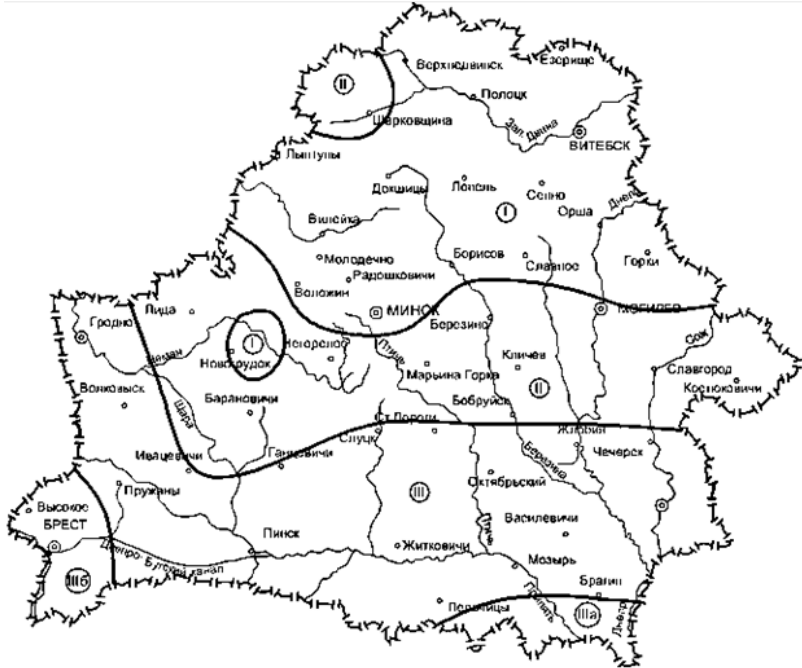 Езерище
Верхнедвинск
II
Полоцк
Шарковщина
Зап. Двина
ВИТЕБСК
Лынтупы
Докшицы
Лепель
Сенно
I
Орша
Днепр
Вилейка
Молодечно
Борисов
Славное
Горки
Радошковичи
Воложин
Лида
МИНСК
МОГИЛЕВ
Гродно
Березино
Сож
I
Негорелое
Неман
Новогрудок
Птичь
Кличев
Славгород
Марьина Горка
Костюковичи
Волковыск
II
Щара
Барановичи
Бобруйск
Ст. Дороги
Слуцк
Жлобин
Чечерск
Ивацевичи
Ганцевичи
Березина
Пружаны
Октябрьский
III
Высокое
Василевичи
БРЕСТ
Пинск
Птичь
Днепро-Бугский канал
Житковичи
Мозырь
IIIб
Брагин
Припять
IIIа
Днепр